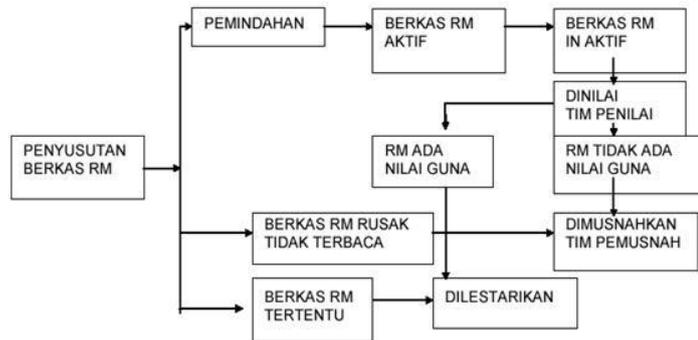 PEMINDAHAN
BERKAS RM
AKTIF
BERKAS RM
IN AKTIF
DINILAI
TIM PENILAI
PENYUSUTAN
BERKAS RM
RM ADA
NILAI GUNA
RM TIDAK ADA
NILAI GUNA
BERKAS RM RUSAK
TIDAK TERBACA
DIMUSNAHKAN
TIM PEMUSNAH
BERKAS RM
TERTENTU
DILESTARIKAN